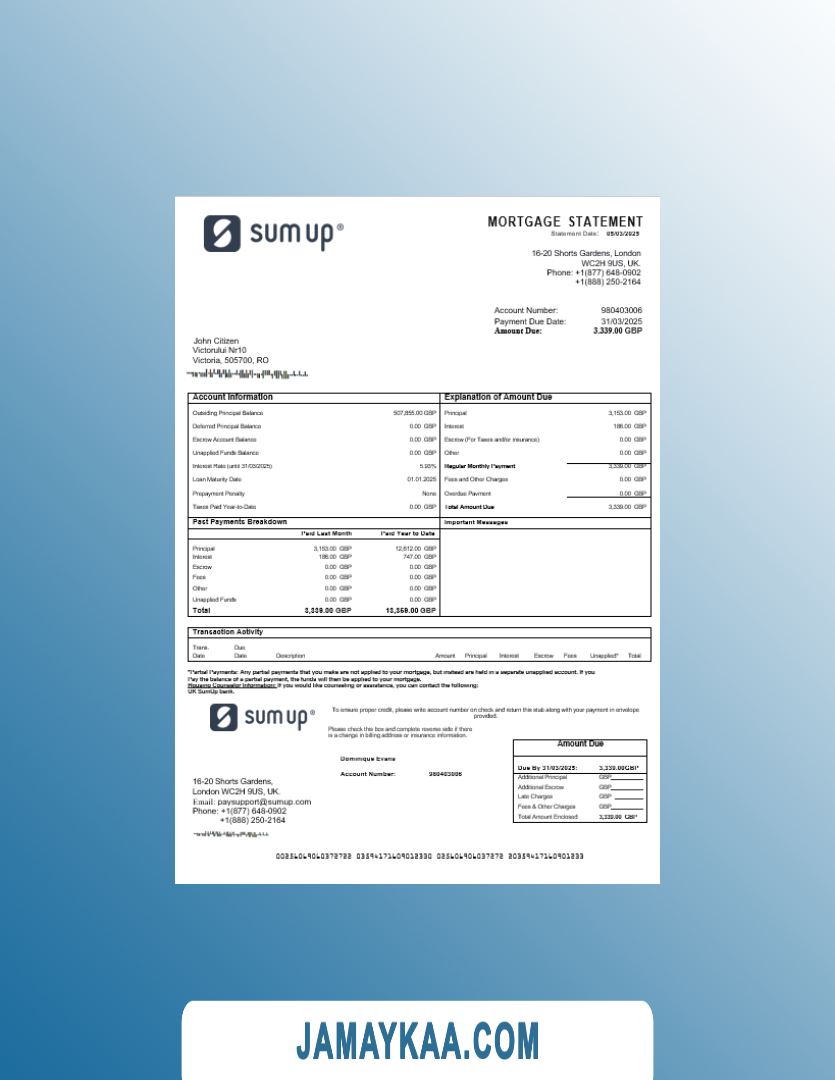 sumup®
MORTGAGE STATEMENT
Statement Date: 05/03/2025
16-20 Shorts Gardens, London
WC2H 9US, UK.
Phone: +1(877) 648-0902
+1(888) 250-2164
Account Number: 980403006
Payment Due Date: 31/03/2025
Amount Due: 3,339.00 GBP
John Citizen
Victorului Nr10
Victoria, 505700, RO
Account Information Explanation of Amount Due
Outsiding Principal Balance 507,855.00 GBP Principal 3,153.00 GBP
Deferred Principal Balance 0.00 GBP Interest 186.00 GBP
Escrow Account Balance 0.00 GBP Escrow (For Taxes and/or insurance) 0.00 GBP
Unapplied Funds Balance 0.00 GBP Other 0.00 GBP
Interest Rate (until 31/03/2025) 5.93% Regular Monthly Payment 3,339.00 GBP
Loan Maturity Date 01.01.2025 Fees and Other Charges 0.00 GBP
Prepayment Penalty None Overdue Payment 0.00 GBP
Taxes Paid Year-to-Date 0.00 GBP Total Amount Due 3,339.00 GBP
Past Payments Breakdown Important Messages
Paid Last Month Paid Year to Date
Principal 3,153.00 GBP 12,612.00 GBP
Interest 186.00 GBP 747.00 GBP
Escrow 0.00 GBP 0.00 GBP
Fees 0.00 GBP 0.00 GBP
Other 0.00 GBP 0.00 GBP
Unapplied Funds 0.00 GBP 0.00 GBP
Total 3,339.00 GBP 13,359.00 GBP
Transaction Activity
Trans. Due
Date Date Description Amount Principal Interest Escrow Fees Unapplied* Total
*Partial Payments: Any partial payments that you make are not applied to your mortgage, but instead are held in a separate unapplied account. If you
Pay the balance of a partial payment, the funds will then be applied to your mortgage.
Housing Counselor Information: If you would like counseling or assistance, you can contact the following:
UK SumUp bank.
sumup®
To ensure proper credit, please write account number on check and return this stub along with your payment in envelope
provided.
Please check this box and complete reverse side if there
is a change in billing address or insurance information.
Dominique Evans
Account Number: 980403006
Amount Due
Due By 31/03/2025: 3,339.00GBP
Additional Principal GBP
Additional Escrow GBP
Late Charges GBP
Fees & Other Charges GBP
Total Amount Enclosed 3,339.00 GBP
16-20 Shorts Gardens,
London WC2H 9US, UK.
Email: paysupport@sumup.com
Phone: +1(877) 648-0902
+1(888) 250-2164
JAMAYKAA.COM